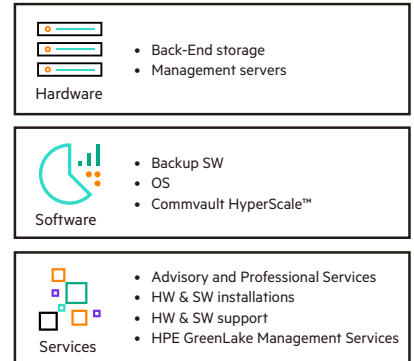 Hardware
• Back-End storage
• Management servers
Software
• Backup SW
• OS
• Commvault HyperScale™
Services
• Advisory and Professional Services
• HW & SW installations
• HW & SW support
• HPE GreenLake Management Services